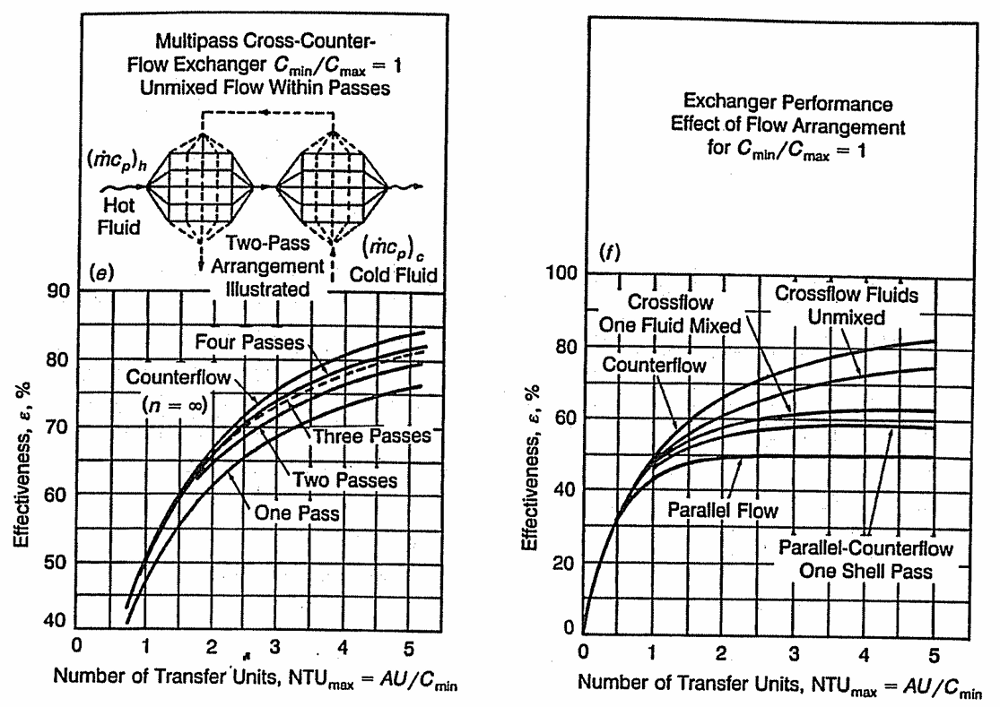 Multipass Cross-Counter-
Flow Exchanger Cmin/Cmax = 1
Unmixed Flow Within Passes
(ṁcp)h
Hot
Fluid
Two-Pass
Arrangement
Illustrated
(ṁcp)c
Cold Fluid
(e)
90
80
70
60
50
40
Effectiveness, ε, %
Four Passes
Counterflow
(n = ∞)
Three Passes
Two Passes
One Pass
0 1 2 3 4 5
Number of Transfer Units, NTUmax = AU/Cmin
Exchanger Performance
Effect of Flow Arrangement
for Cmin/Cmax = 1
(f)
100
80
60
40
20
0
Effectiveness, ε, %
Crossflow
One Fluid Mixed
Crossflow Fluids
Unmixed
Counterflow
Parallel Flow
Parallel-Counterflow
One Shell Pass
0 1 2 3 4 5
Number of Transfer Units, NTUmax = AU/Cmin